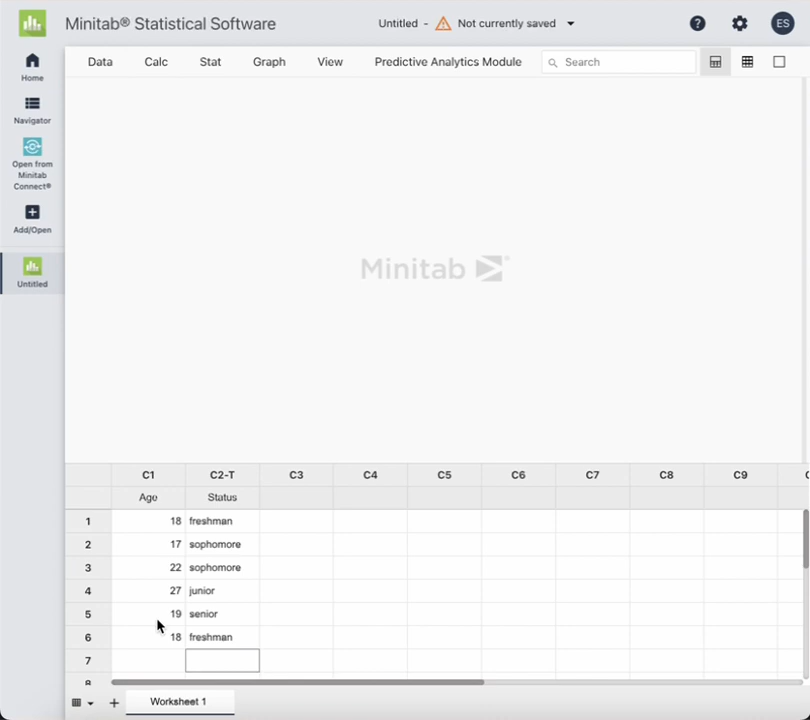 Minitab® Statistical Software
Untitled - Not currently saved
ES
Home
Navigator
Open from
Minitab
Connect®
Add/Open
Untitled
Data Calc Stat Graph View Predictive Analytics Module Search
Minitab
C1 C2-T C3 C4 C5 C6 C7 C8 C9
Age Status
1 18 freshman
2 17 sophomore
3 22 sophomore
4 27 junior
5 19 senior
6 18 freshman
7
8
+ Worksheet 1